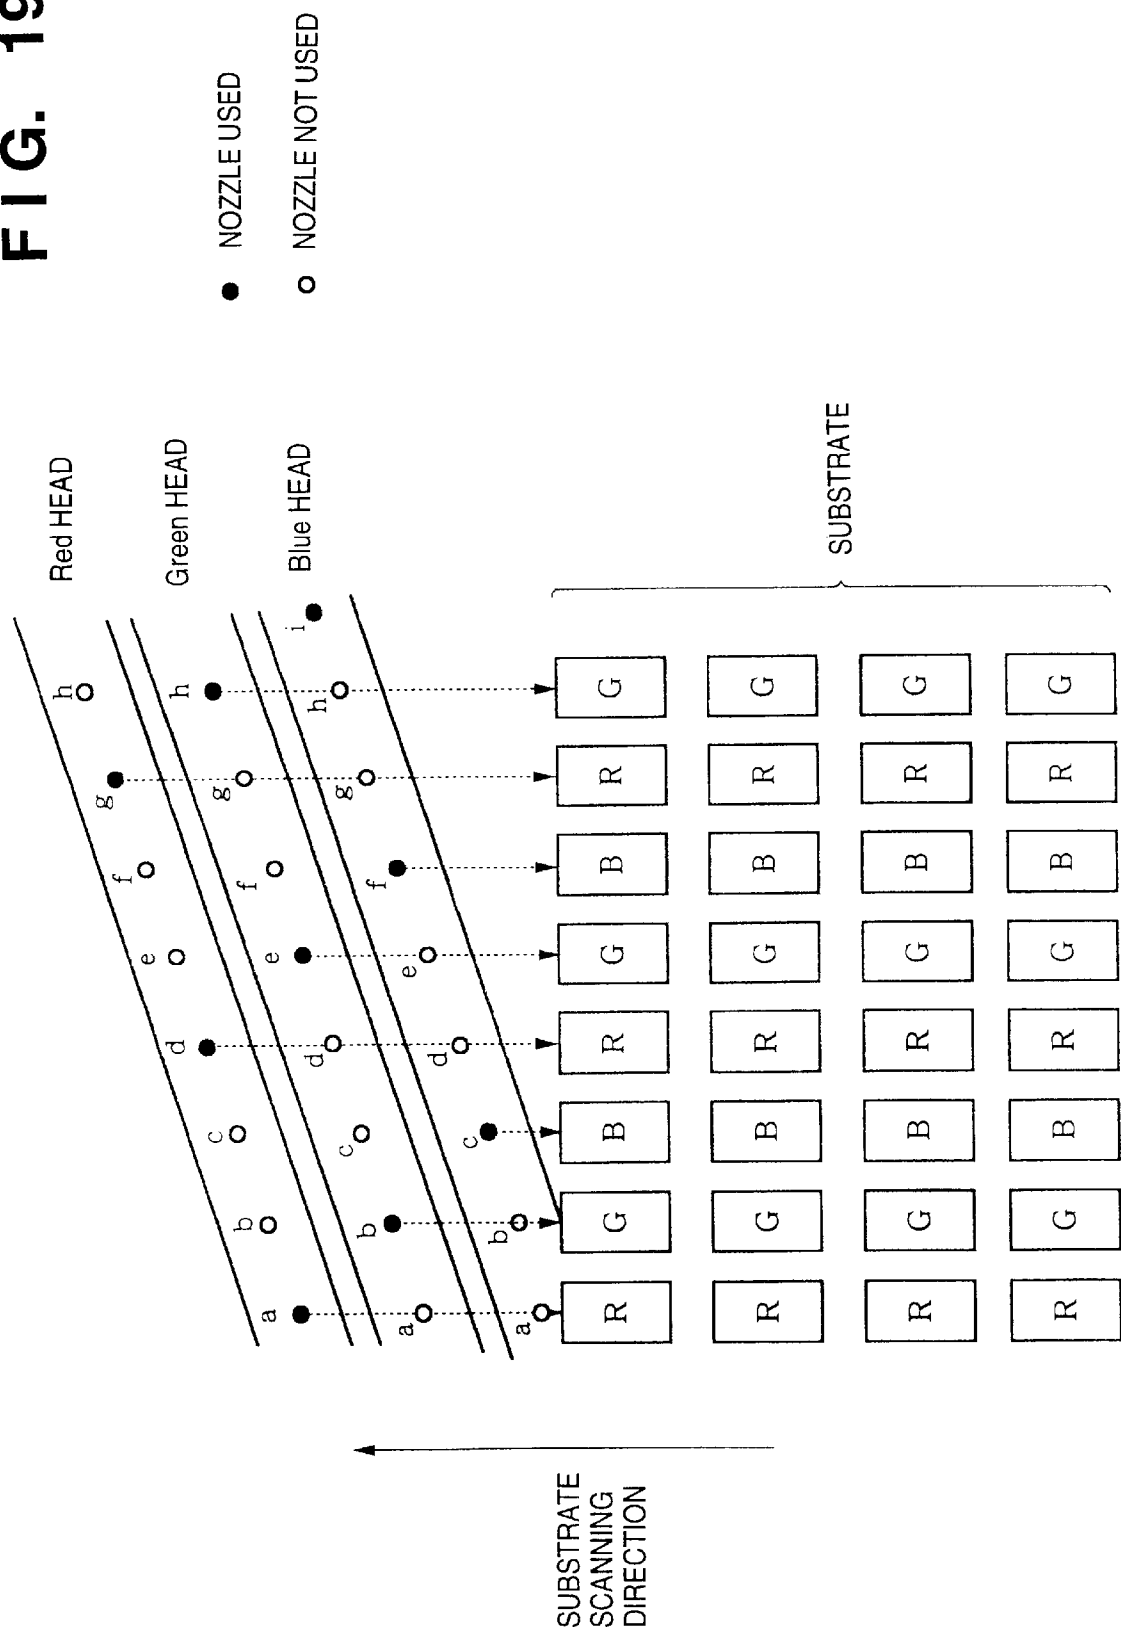 FIG. 19
Red HEAD
a b c d e f g h
Green HEAD
a b c d e f g h
Blue HEAD
a b c d e f g h i
NOZZLE USED
NOZZLE NOT USED
SUBSTRATE
SCANNING
DIRECTION
R G B R G B R G
R G B R G B R G
R G B R G B R G
R G B R G B R G
SUBSTRATE